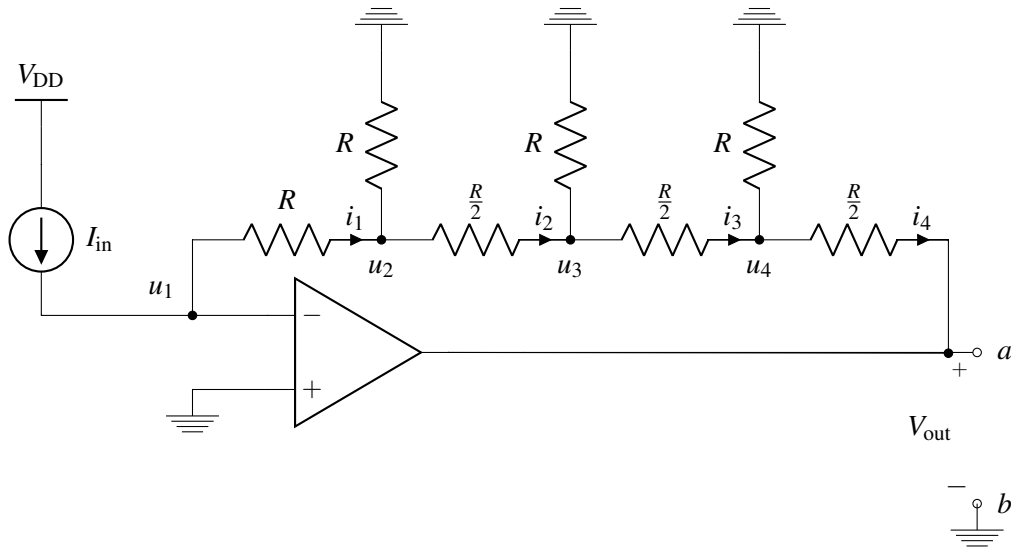 V_DD
R R R
R i_1 R/2 i_2 R/2 i_3 R/2 i_4
I_in
u_2 u_3 u_4
u_1
−
+
a
+
V_out
−
b